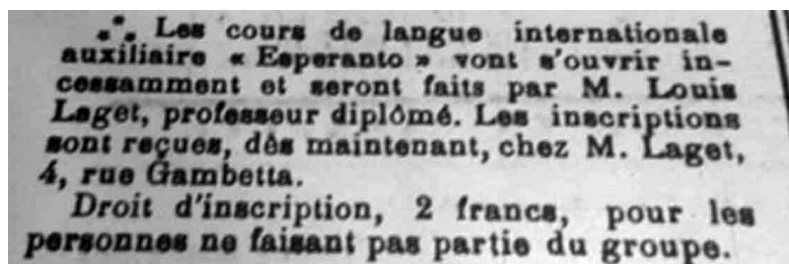 ⁂ Les cours de langue internationale
auxiliaire « Esperanto » vont s'ouvrir in-
cessamment et seront faits par M. Louis
Laget, professeur diplômé. Les inscriptions
sont reçues, dès maintenant, chez M. Laget,
4, rue Gambetta.
Droit d'inscription, 2 francs, pour les
personnes ne faisant pas partie du groupe.